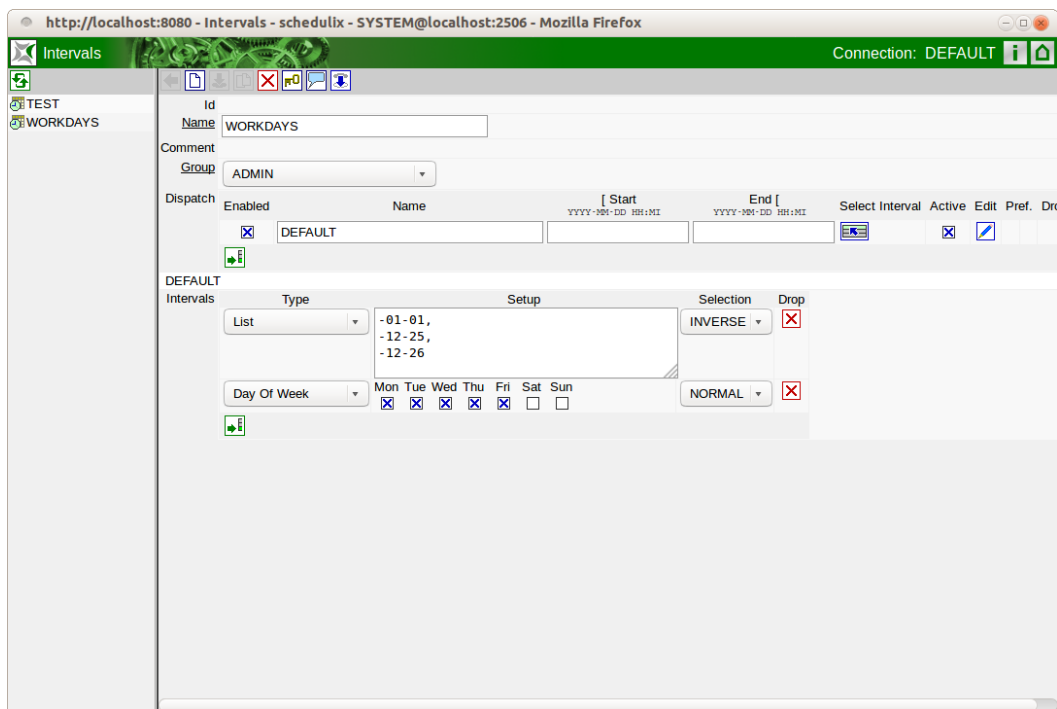 http://localhost:8080 - Intervals - schedulix - SYSTEM@localhost:2506 - Mozilla Firefox
Intervals
Connection: DEFAULT
TEST
WORKDAYS
Id
Name WORKDAYS
Comment
Group ADMIN
Dispatch Enabled Name [ Start End [ Select Interval Active Edit Pref. Dro
YYYY-MM-DD HH:MI YYYY-MM-DD HH:MI
DEFAULT
DEFAULT
Intervals Type Setup Selection Drop
List -01-01, INVERSE
-12-25,
-12-26
Mon Tue Wed Thu Fri Sat Sun
Day Of Week NORMAL